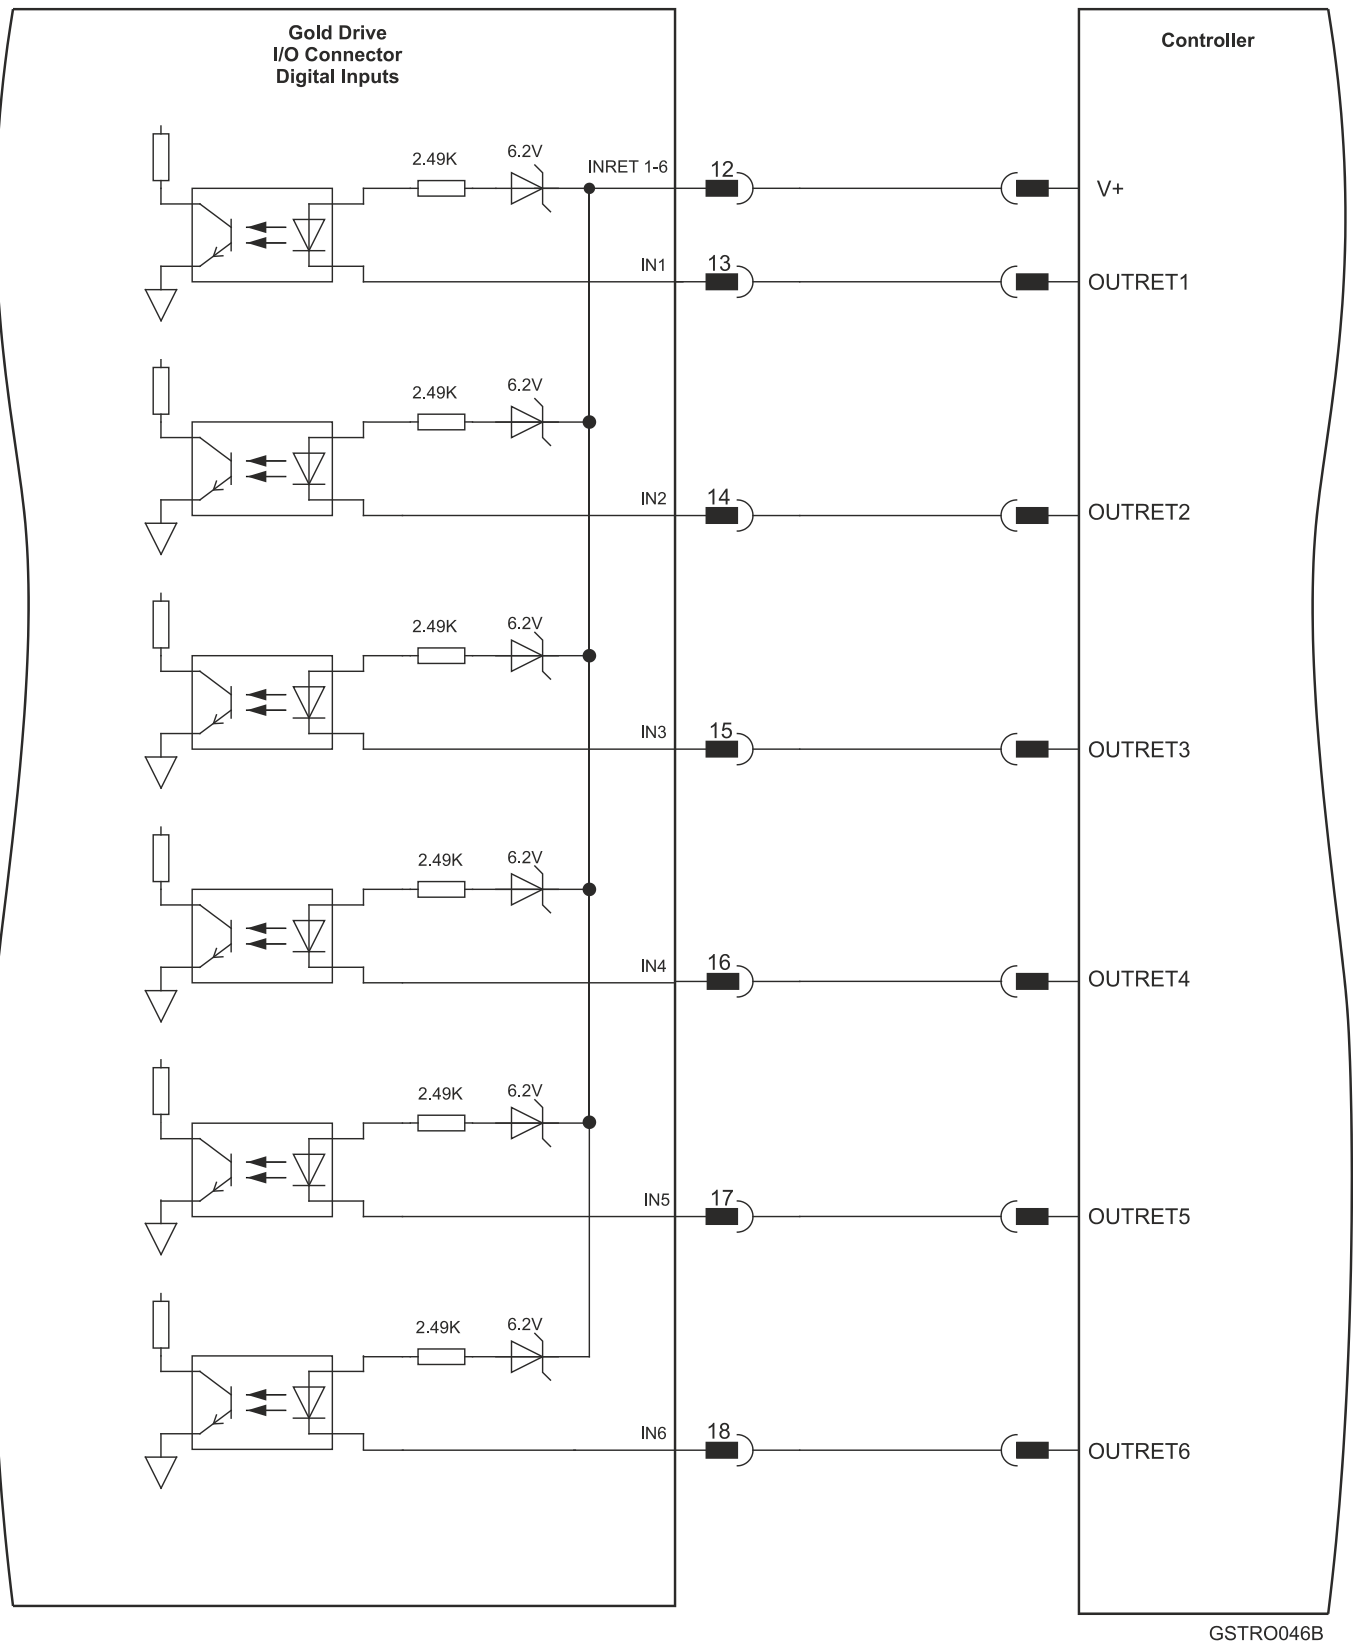 Gold Drive
I/O Connector
Digital Inputs
Controller
2.49K
6.2V
INRET 1-6
12
V+
IN1
13
OUTRET1
2.49K
6.2V
IN2
14
OUTRET2
2.49K
6.2V
IN3
15
OUTRET3
2.49K
6.2V
IN4
16
OUTRET4
2.49K
6.2V
IN5
17
OUTRET5
2.49K
6.2V
IN6
18
OUTRET6
GSTRO046B